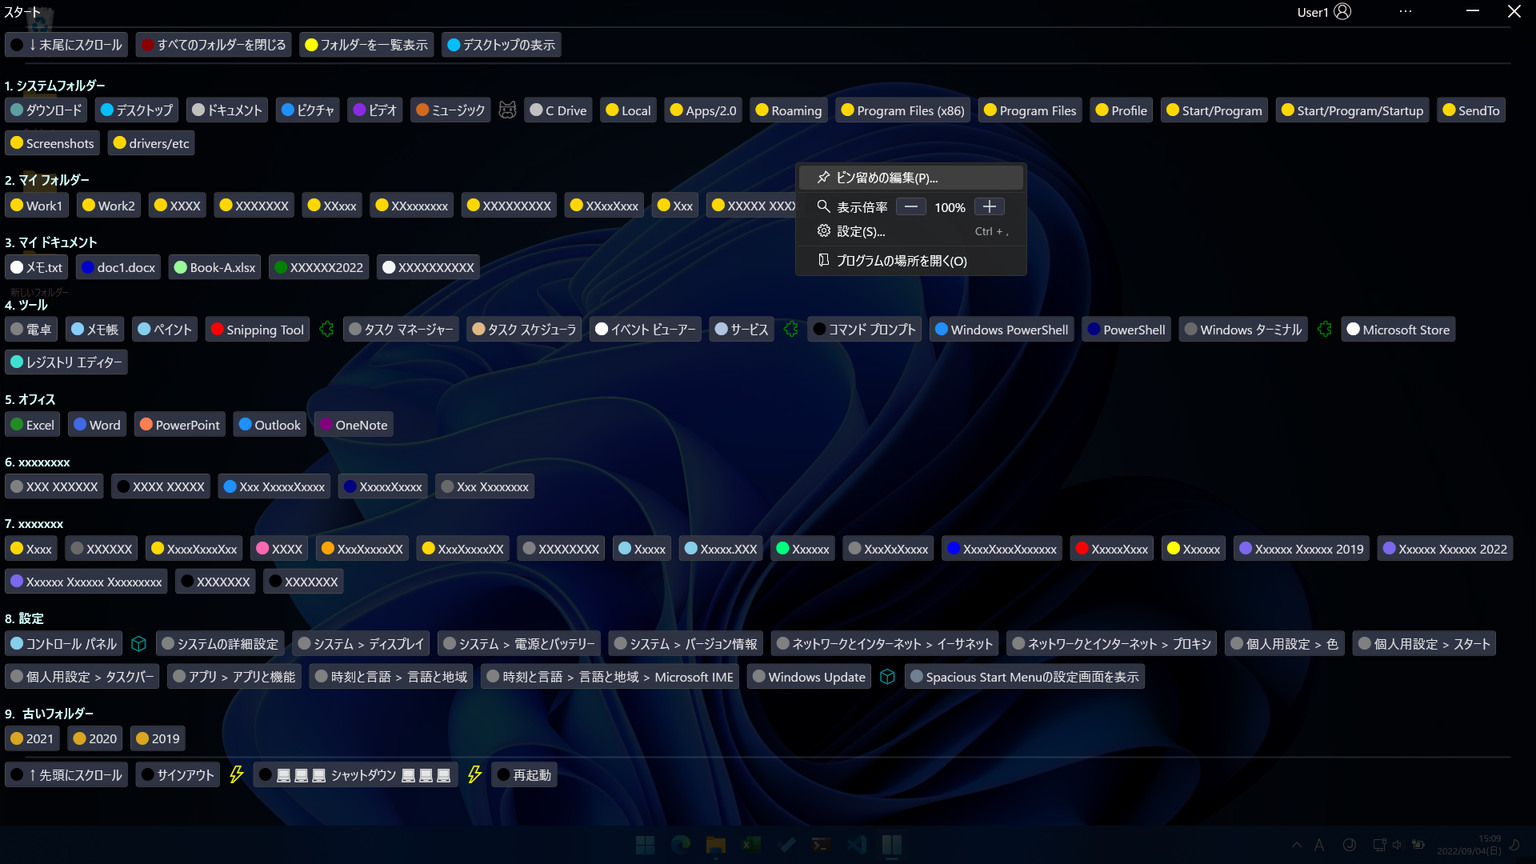 スタート
User1
↓末尾にスクロール すべてのフォルダーを閉じる フォルダーを一覧表示 デスクトップの表示
1. システムフォルダー
ダウンロード デスクトップ ドキュメント ピクチャ ビデオ ミュージック C Drive Local Apps/2.0 Roaming Program Files (x86) Program Files Profile Start/Program Start/Program/Startup SendTo
Screenshots drivers/etc
2. マイ フォルダー
Work1 Work2 XXXX XXXXXXX XXxxx XXxxxxxxx XXXXXXXXX XXxxXxxx Xxx XXXXX XXXX
ピン留めの編集(P)...
表示倍率 — 100% +
設定(S)... Ctrl + ,
プログラムの場所を開く(O)
3. マイ ドキュメント
メモ.txt doc1.docx Book-A.xlsx XXXXXX2022 XXXXXXXXXX
新しいフォルダー
4. ツール
電卓 メモ帳 ペイント Snipping Tool タスク マネージャー タスク スケジューラ イベント ビューアー サービス コマンド プロンプト Windows PowerShell PowerShell Windows ターミナル Microsoft Store
レジストリ エディター
5. オフィス
Excel Word PowerPoint Outlook OneNote
6. xxxxxxxx
XXX XXXXXX XXXX XXXXX Xxx XxxxxXxxxx XxxxxXxxxx Xxx Xxxxxxxx
7. xxxxxxx
Xxxx XXXXXX XxxxXxxxXxx XXXX XxxXxxxxXX XxxXxxxxXX XXXXXXXX Xxxxx Xxxxx.XXX Xxxxxx XxxXxXxxxx XxxxXxxxXxxxxxx XxxxxXxxx Xxxxxx Xxxxxx Xxxxxx 2019 Xxxxxx Xxxxxx 2022
Xxxxxx Xxxxxx Xxxxxxxxx XXXXXXX XXXXXXX
8. 設定
コントロール パネル システムの詳細設定 システム > ディスプレイ システム > 電源とバッテリー システム > バージョン情報 ネットワークとインターネット > イーサネット ネットワークとインターネット > プロキシ 個人用設定 > 色 個人用設定 > スタート
個人用設定 > タスクバー アプリ > アプリと機能 時刻と言語 > 言語と地域 時刻と言語 > 言語と地域 > Microsoft IME Windows Update Spacious Start Menuの設定画面を表示
9. 古いフォルダー
2021 2020 2019
↑先頭にスクロール サインアウト シャットダウン 再起動
A
15:09
2022/09/04(日)